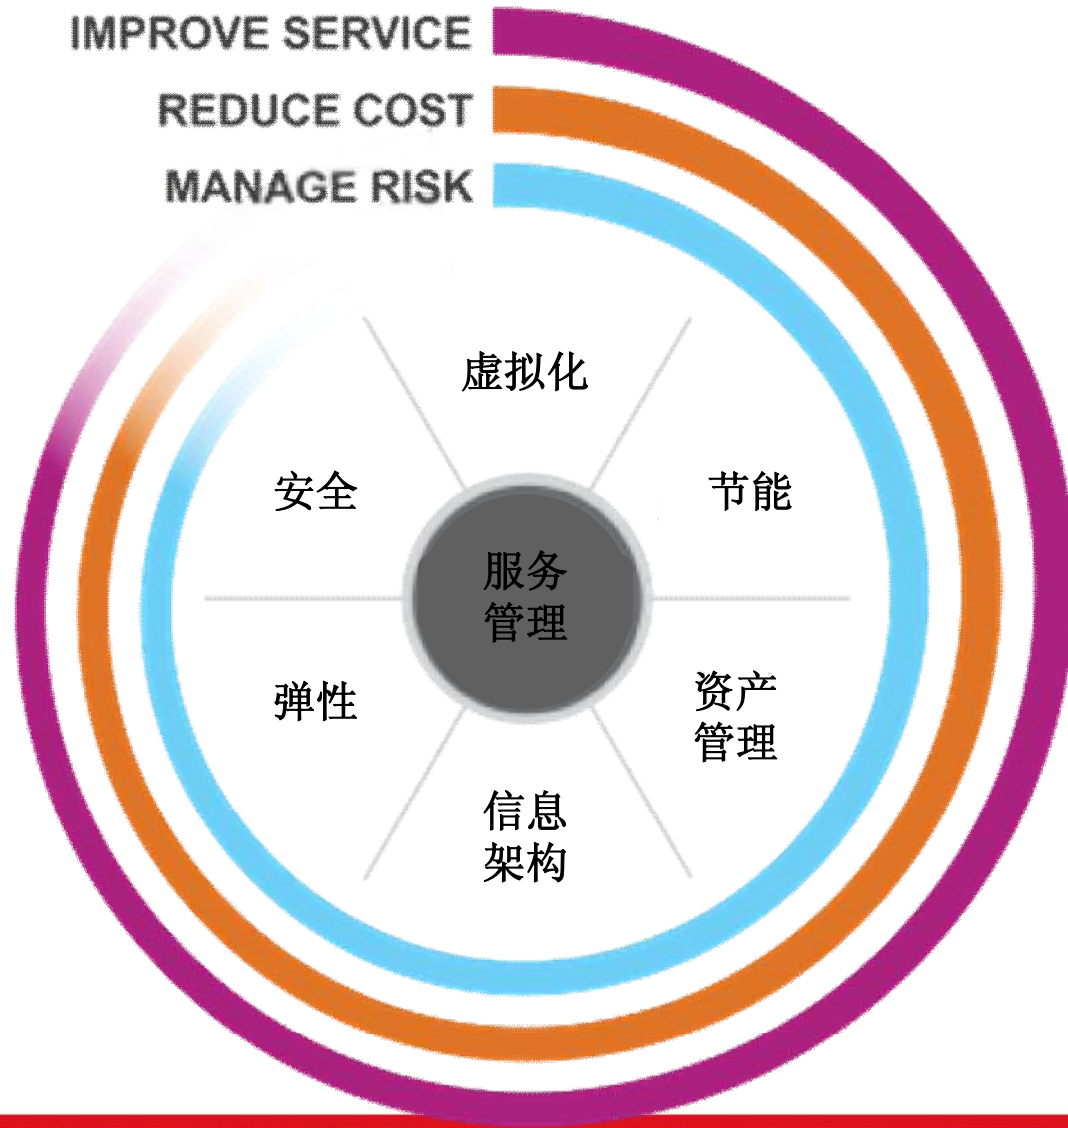 IMPROVE SERVICE
REDUCE COST
MANAGE RISK
虚拟化
安全
节能
服务
管理
弹性
资产
管理
信息
架构